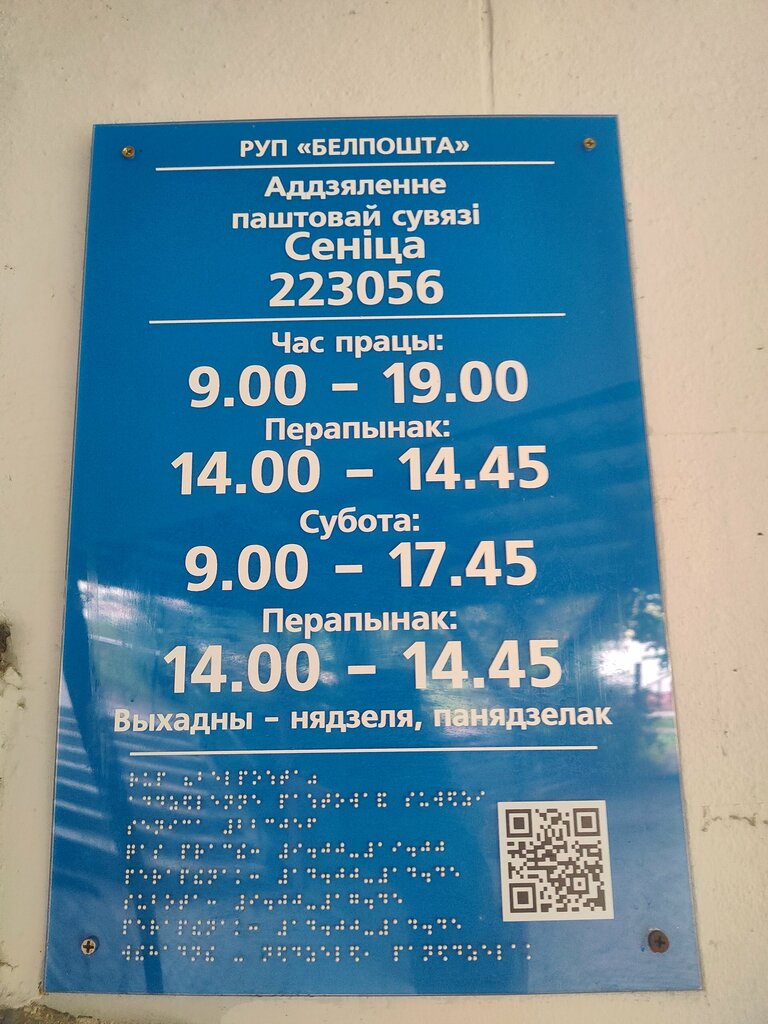 РУП «БЕЛПОШТА»
Аддзяленне
паштовай сувязі
Сеніца
223056
Час працы:
9.00 – 19.00
Перапынак:
14.00 – 14.45
Субота:
9.00 – 17.45
Перапынак:
14.00 – 14.45
Выхадны – нядзеля, панядзелак